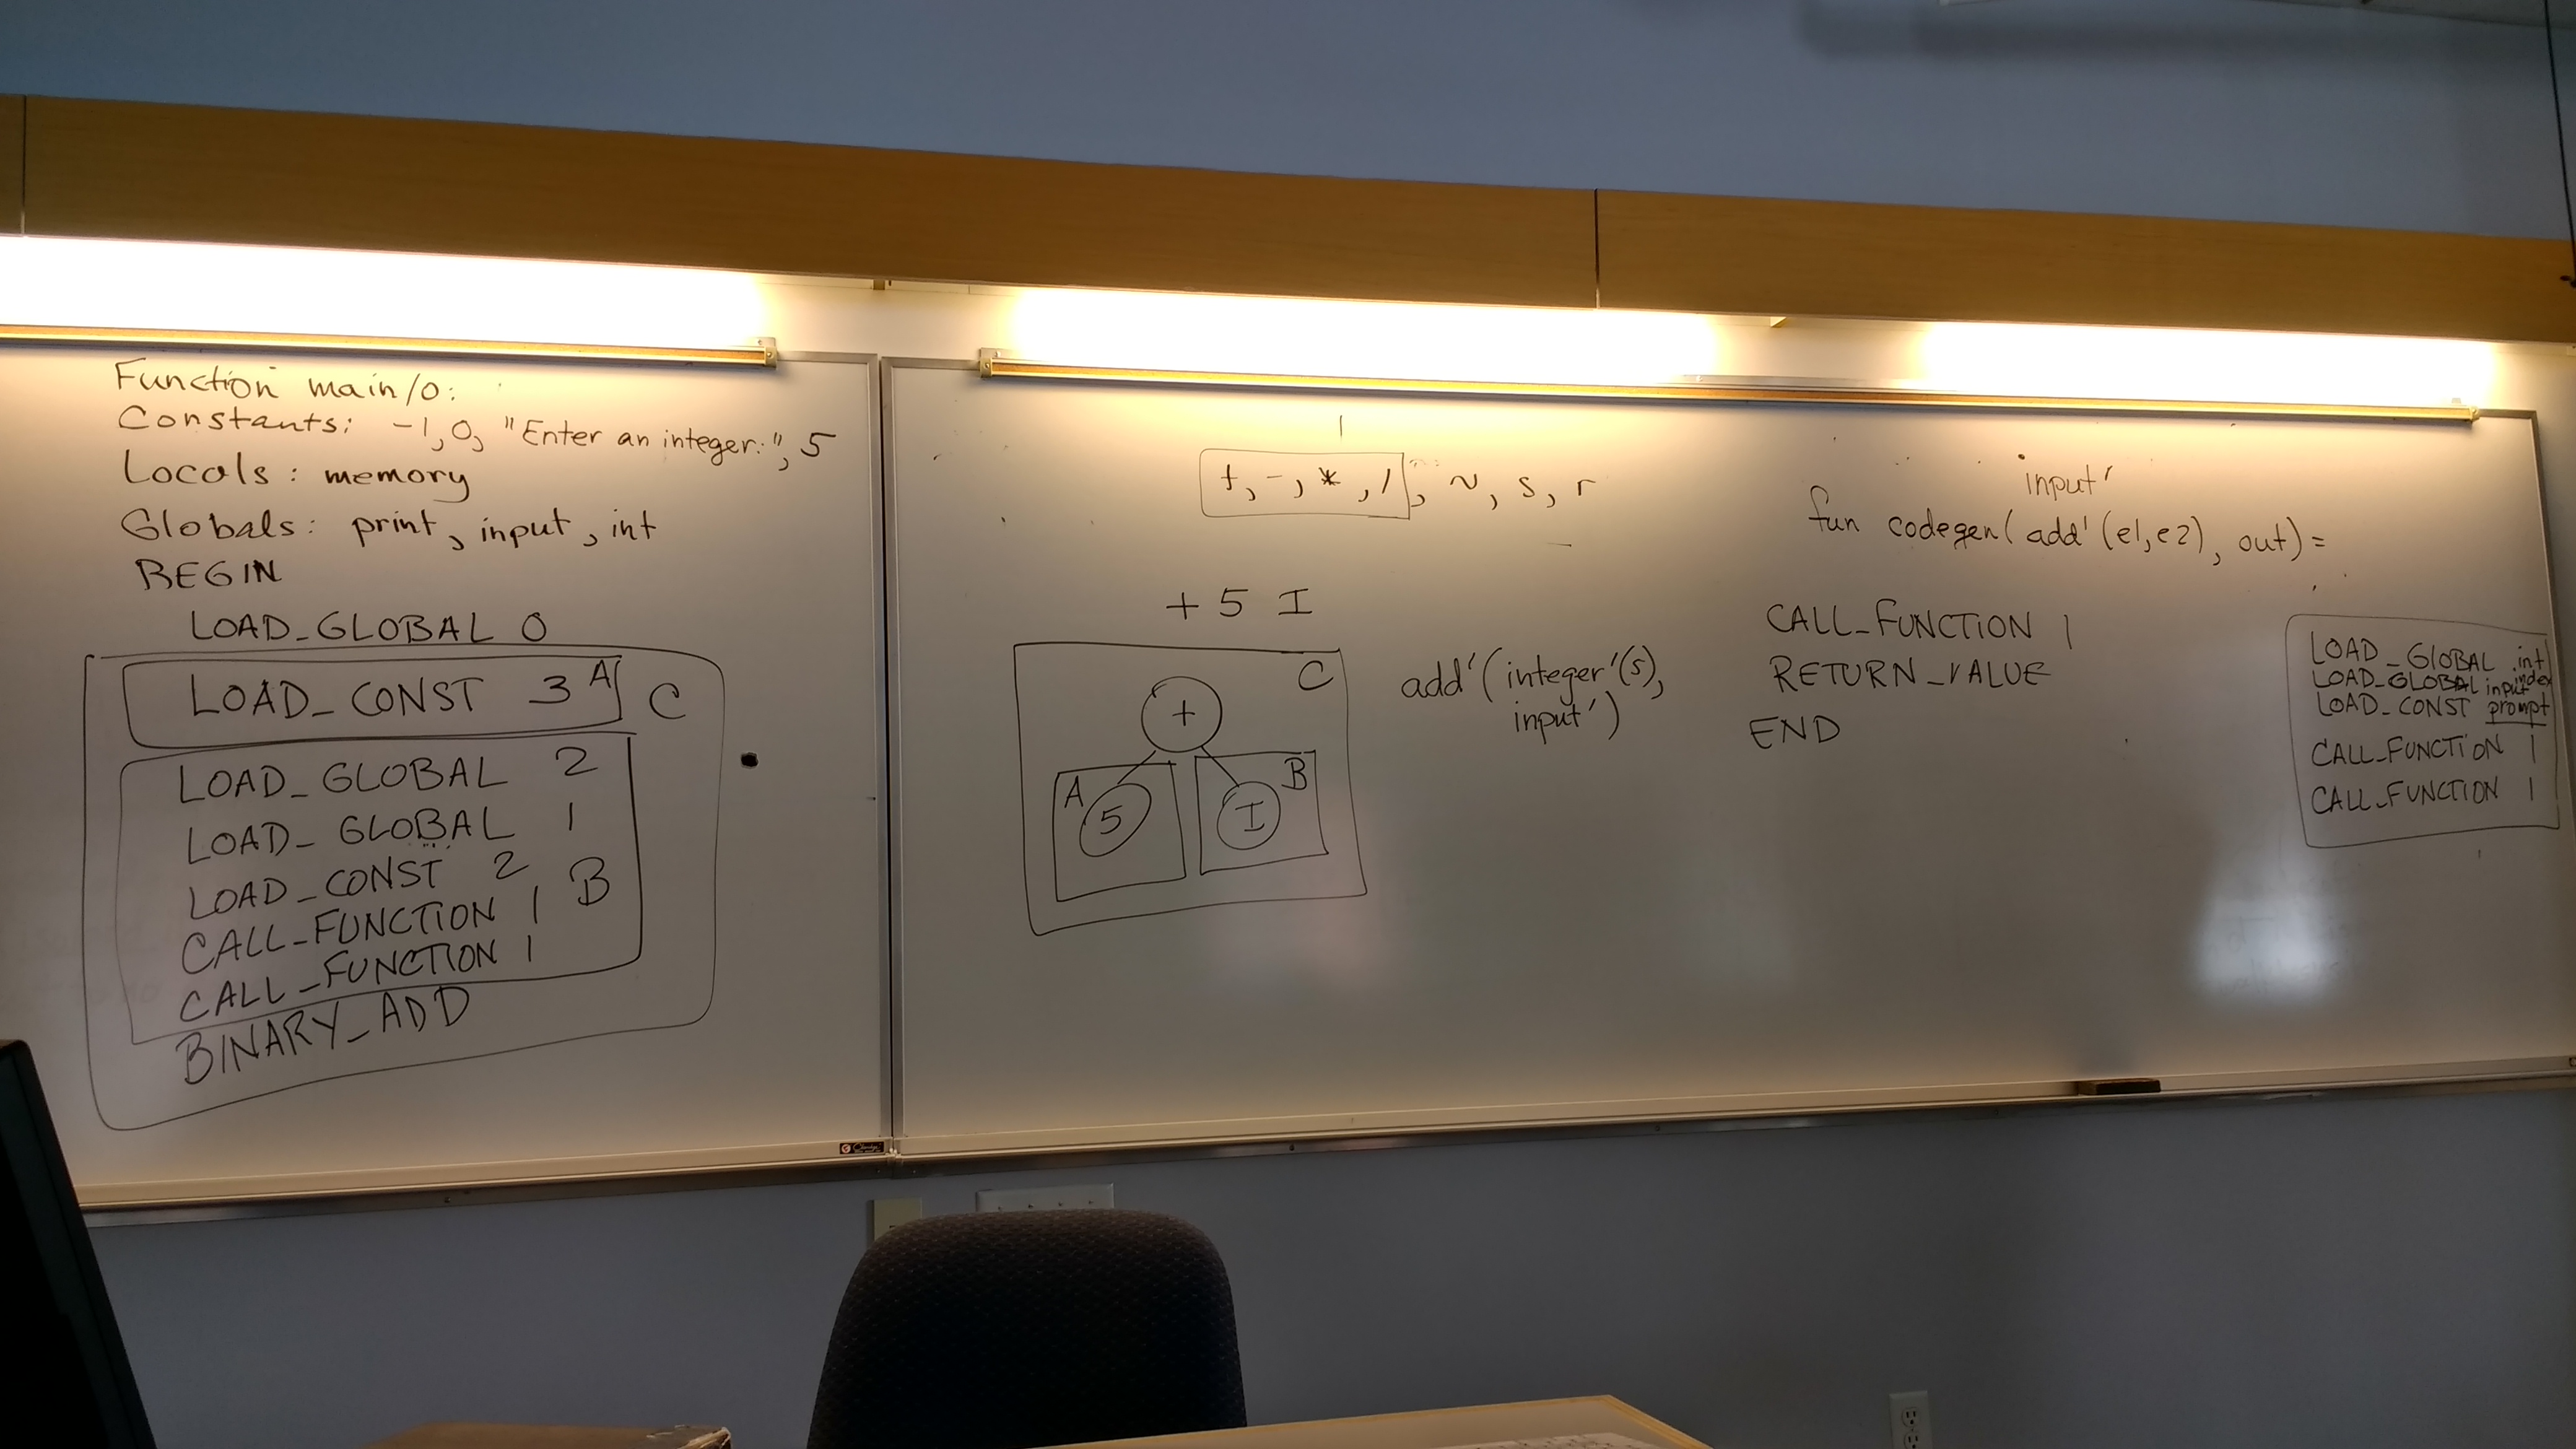 Function main/0:
Constants: -1, 0, "Enter an integer:", 5
Locals: memory
Globals: print, input, int
BEGIN
LOAD_GLOBAL 0
LOAD_CONST 3 A
C
LOAD_GLOBAL 2
LOAD_GLOBAL 1
LOAD_CONST 2
B
CALL_FUNCTION 1
CALL_FUNCTION 1
BINARY_ADD
+, -, *, /, ~, s, r
+ 5 I
C
+
A
5
B
I
add'(integer'(5),
input')
input'
fun codegen(add'(e1,e2), out) =
CALL_FUNCTION 1
RETURN_VALUE
END
LOAD_GLOBAL int
LOAD_GLOBAL input index
LOAD_CONST prompt
CALL_FUNCTION 1
CALL_FUNCTION 1